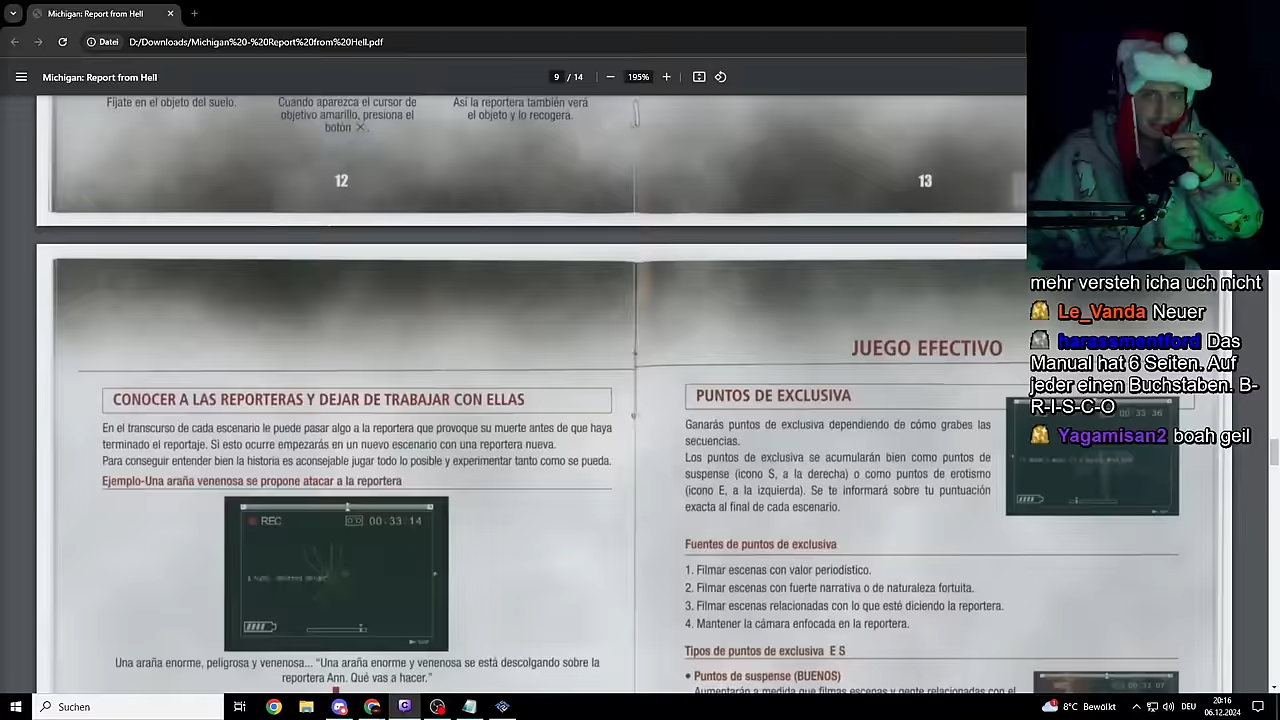 Michigan: Report from Hell
Datei D:/Downloads/Michigan%20-%20Report%20from%20Hell.pdf
Michigan: Report from Hell
9 / 14
195%
Fíjate en el objeto del suelo.
Cuando aparezca el cursor de
objetivo amarillo, presiona el
botón ✕.
Así la reportera también verá
el objeto y lo recogerá.
12
13
CONOCER A LAS REPORTERAS Y DEJAR DE TRABAJAR CON ELLAS
En el transcurso de cada escenario le puede pasar algo a la reportera que provoque su muerte antes de que haya
terminado el reportaje. Si esto ocurre empezarás en un nuevo escenario con una reportera nueva.
Para conseguir entender bien la historia es aconsejable jugar todo lo posible y experimentar tanto como se pueda.
Ejemplo-Una araña venenosa se propone atacar a la reportera
REC
00:33:14
Una araña enorme, peligrosa y venenosa... “Una araña enorme y venenosa se está descolgando sobre la
reportera Ann. Qué vas a hacer.”
JUEGO EFECTIVO
PUNTOS DE EXCLUSIVA
Ganarás puntos de exclusiva dependiendo de cómo grabes las
secuencias.
Los puntos de exclusiva se acumularán bien como puntos de
suspense (icono S, a la derecha) o como puntos de erotismo
(icono E, a la izquierda). Se te informará sobre tu puntuación
exacta al final de cada escenario.
00:33:36
Fuentes de puntos de exclusiva
1. Filmar escenas con valor periodístico.
2. Filmar escenas con fuerte narrativa o de naturaleza fortuita.
3. Filmar escenas relacionadas con lo que esté diciendo la reportera.
4. Mantener la cámara enfocada en la reportera.
Tipos de puntos de exclusiva E S
• Puntos de suspense (BUENOS)
Aumentarán a medida que filmas escenas y gente relacionadas con el
00:11:07
mehr versteh icha uch nicht
Le_Vanda Neuer
harassmentford Das
Manual hat 6 Seiten. Auf
jeder einen Buchstaben. B-
R-I-S-C-O
Yagamisan2 boah geil
Suchen
8°C Bewölkt
DEU
20:16
06.12.2024